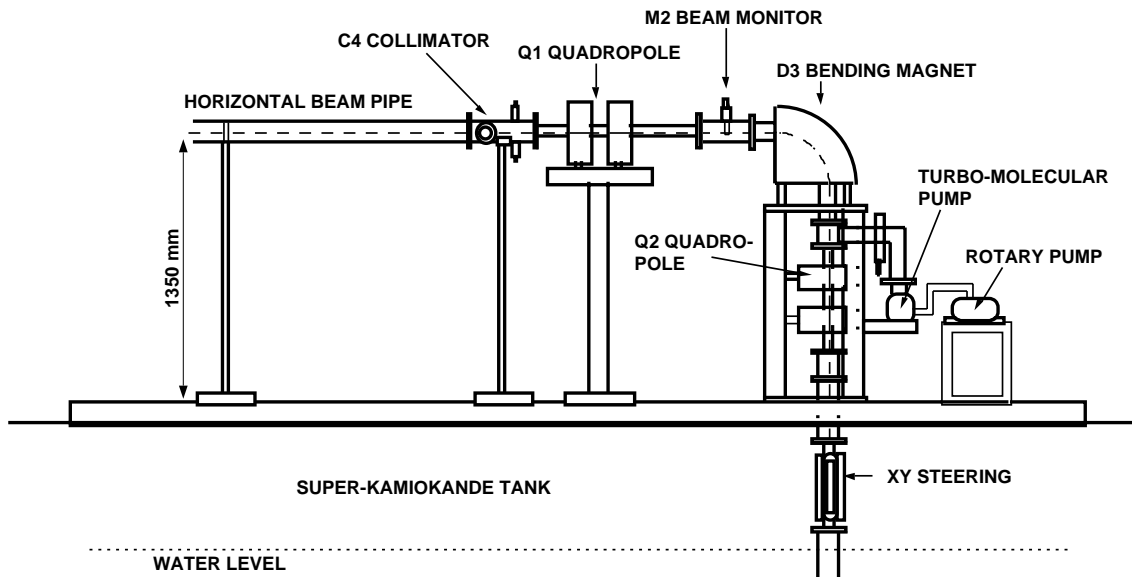 M2 BEAM MONITOR
C4 COLLIMATOR
Q1 QUADROPOLE
D3 BENDING MAGNET
HORIZONTAL BEAM PIPE
TURBO-MOLECULAR
PUMP
Q2 QUADRO-
POLE
ROTARY PUMP
1350 mm
XY STEERING
SUPER-KAMIOKANDE TANK
WATER LEVEL